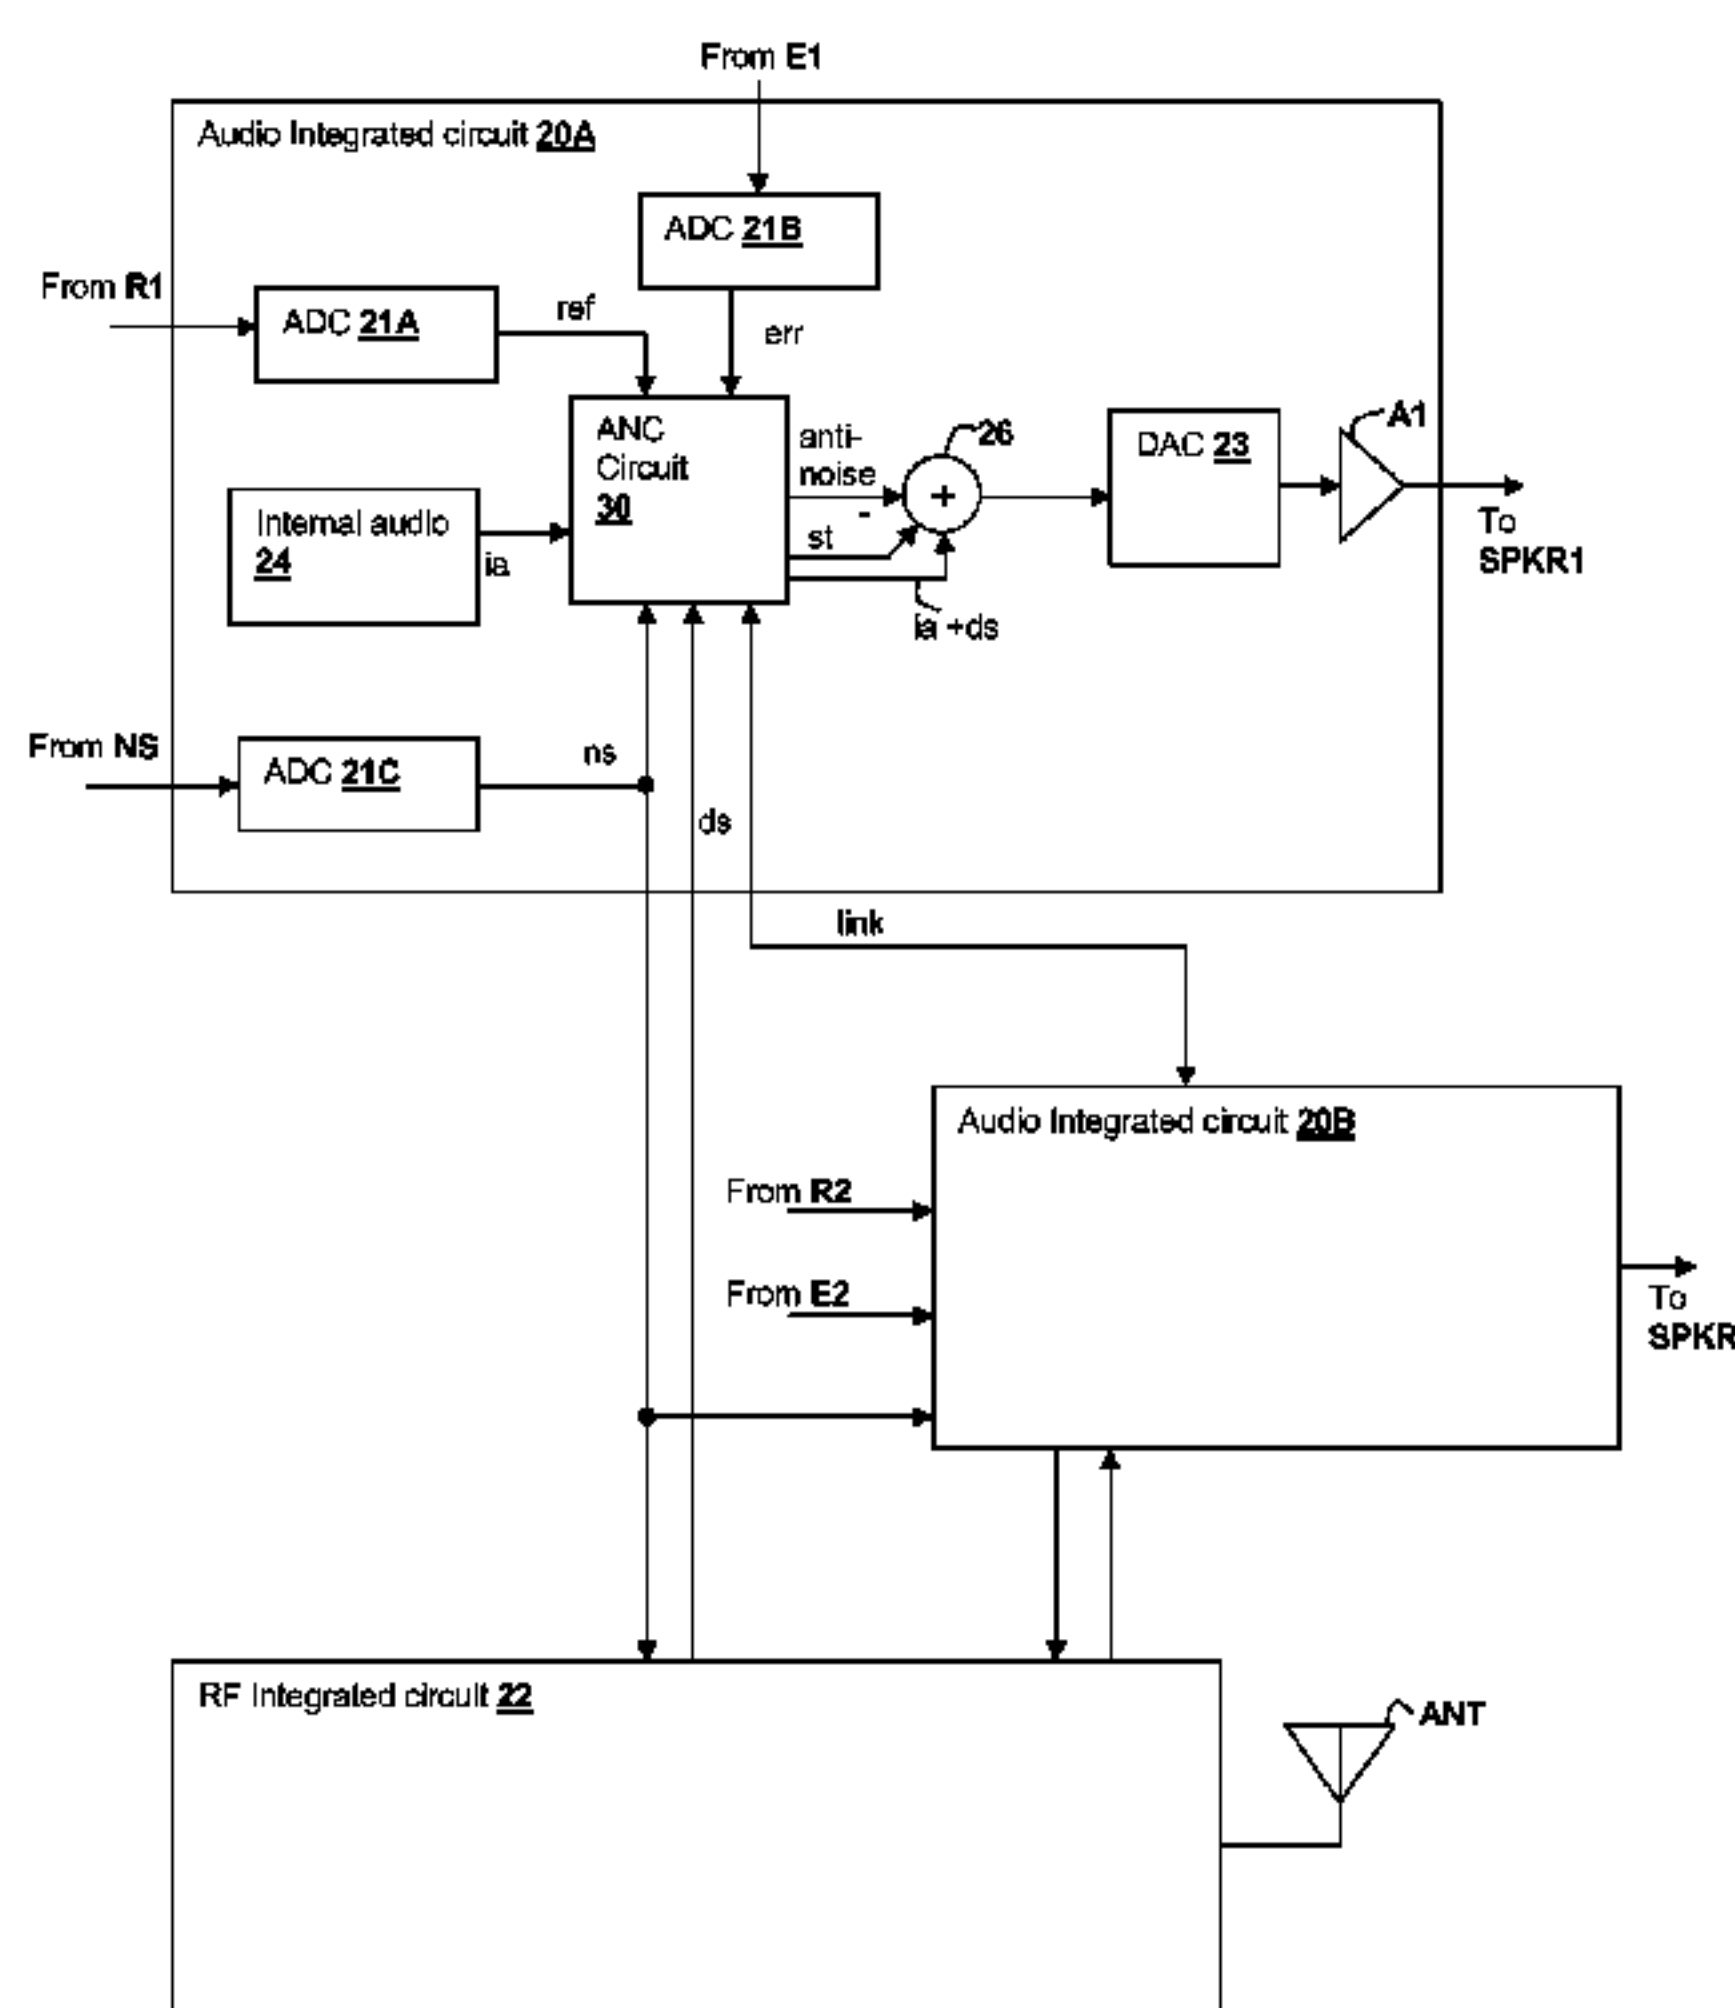 From E1
Audio Integrated circuit 20A
ADC 21B
From R1
ADC 21A
ref
err
ANC
Circuit
30
anti-
noise
-
26
+
DAC 23
A1
Internal audio
24
ia
st
To
SPKR1
ia +ds
From NS
ADC 21C
ns
ds
link
Audio Integrated circuit 20B
From R2
From E2
To
SPKR
RF Integrated circuit 22
ANT